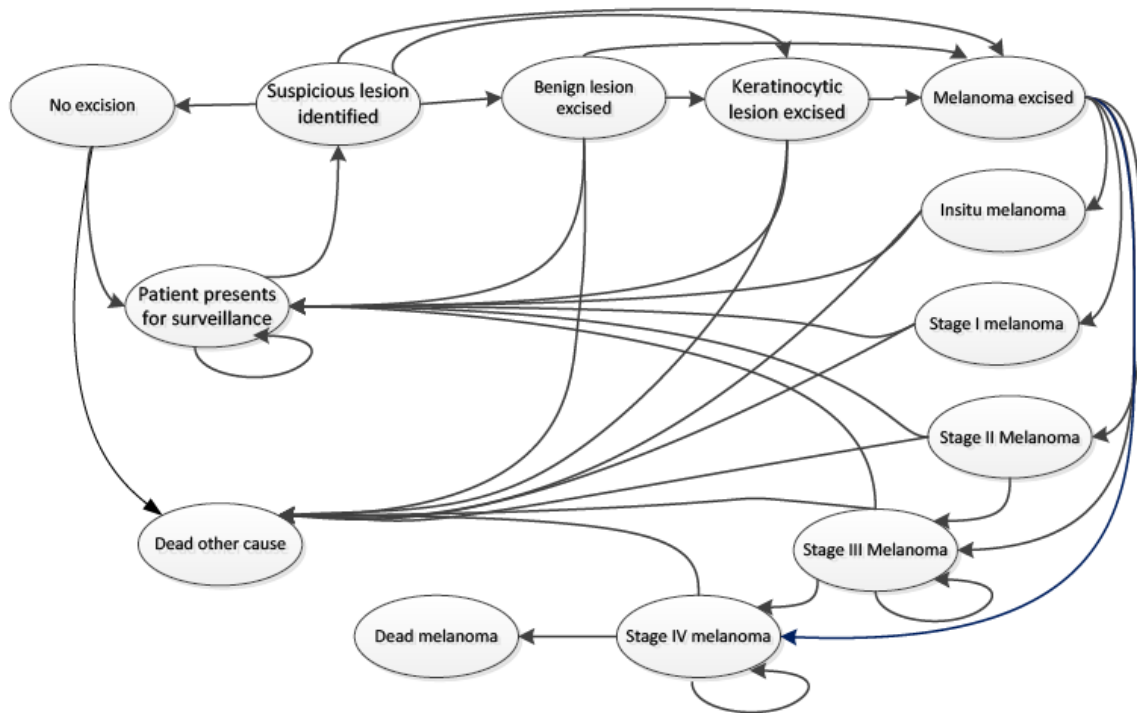 No excision
Suspicious lesion
identified
Benign lesion
excised
Keratinocytic
lesion excised
Melanoma excised
Insitu melanoma
Patient presents
for surveillance
Stage I melanoma
Stage II Melanoma
Dead other cause
Stage III Melanoma
Dead melanoma
Stage IV melanoma